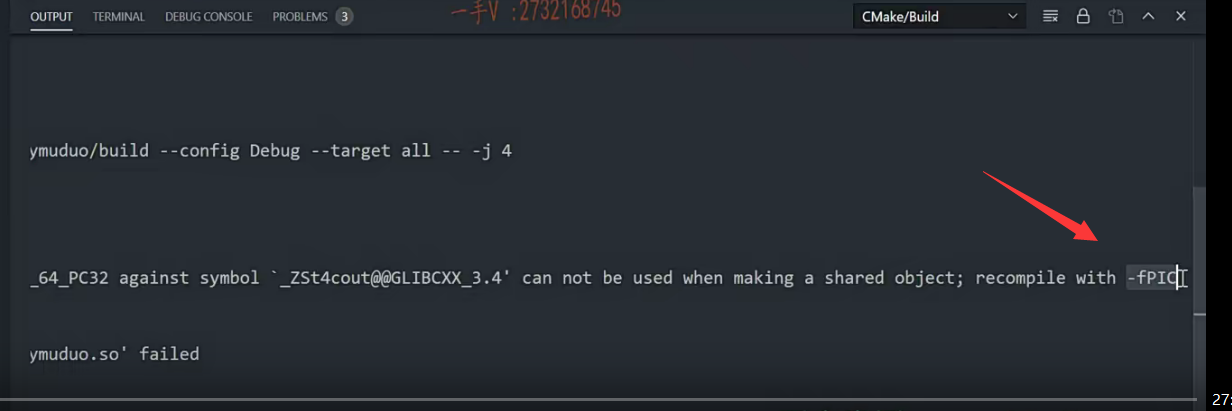 一手V :2732168745
OUTPUT TERMINAL DEBUG CONSOLE PROBLEMS 3 CMake/Build
ymuduo/build --config Debug --target all -- -j 4
_64_PC32 against symbol `_ZSt4cout@@GLIBCXX_3.4' can not be used when making a shared object; recompile with -fPIC
ymuduo.so' failed
27